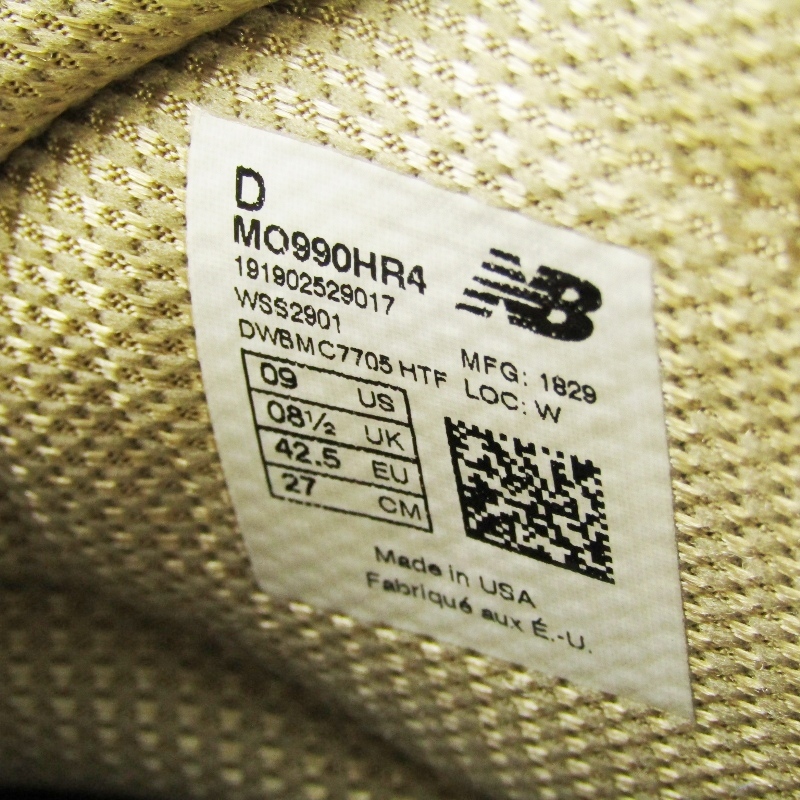 D
MO990HR4
NB
191902529017
WSS2901
DWBMC7705 HTF
MFG: 1829
LOC: W
09 US
08½ UK
42.5 EU
27 CM
Made in USA
Fabriqué aux É.-U.